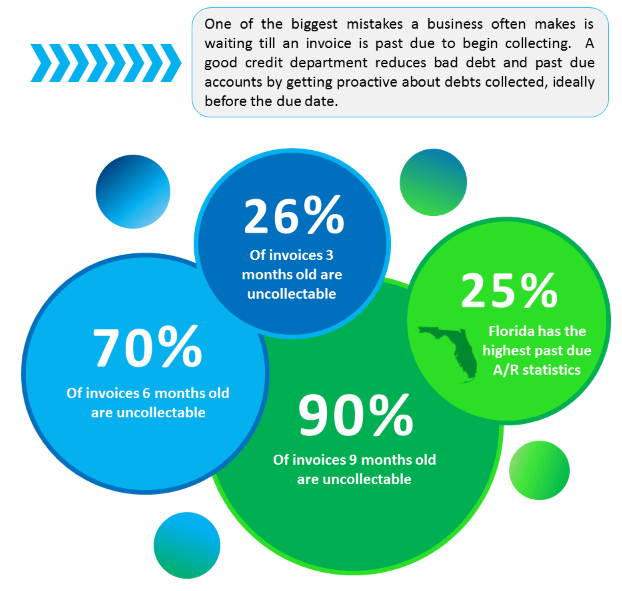 One of the biggest mistakes a business often makes is
waiting till an invoice is past due to begin collecting. A
good credit department reduces bad debt and past due
accounts by getting proactive about debts collected, ideally
before the due date.
26%
Of invoices 3
months old are
uncollectable
25%
Florida has the
highest past due
A/R statistics
70%
Of invoices 6 months old
are uncollectable
90%
Of invoices 9 months old
are uncollectable